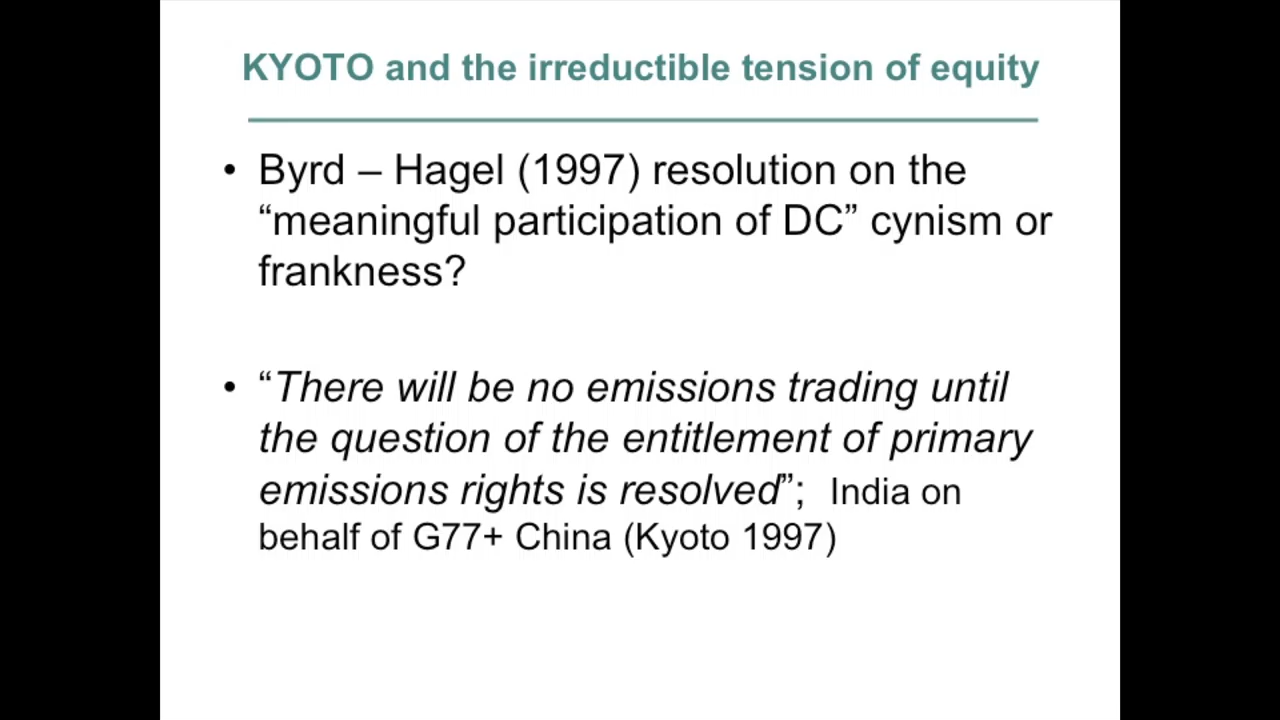 KYOTO and the irreductible tension of equity
• Byrd – Hagel (1997) resolution on the
“meaningful participation of DC” cynism or
frankness?
• “There will be no emissions trading until
the question of the entitlement of primary
emissions rights is resolved”; India on
behalf of G77+ China (Kyoto 1997)